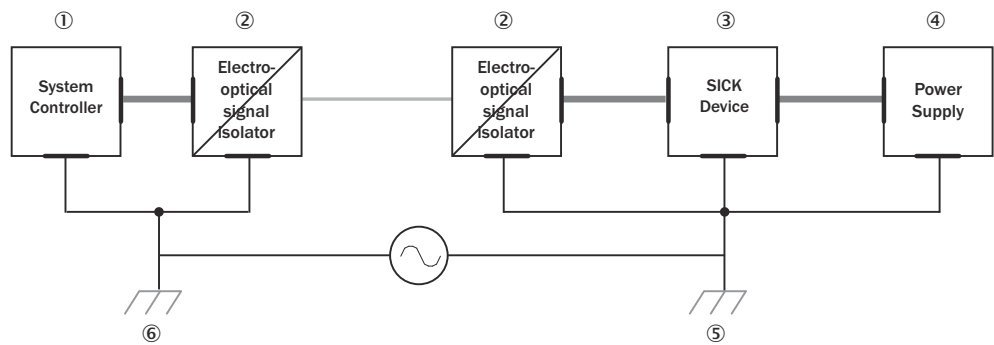 ① ② ② ③ ④
System
Controller
Electro-
optical
signal
isolator
Electro-
optical
signal
isolator
SICK
Device
Power
Supply
⑥ ⑤